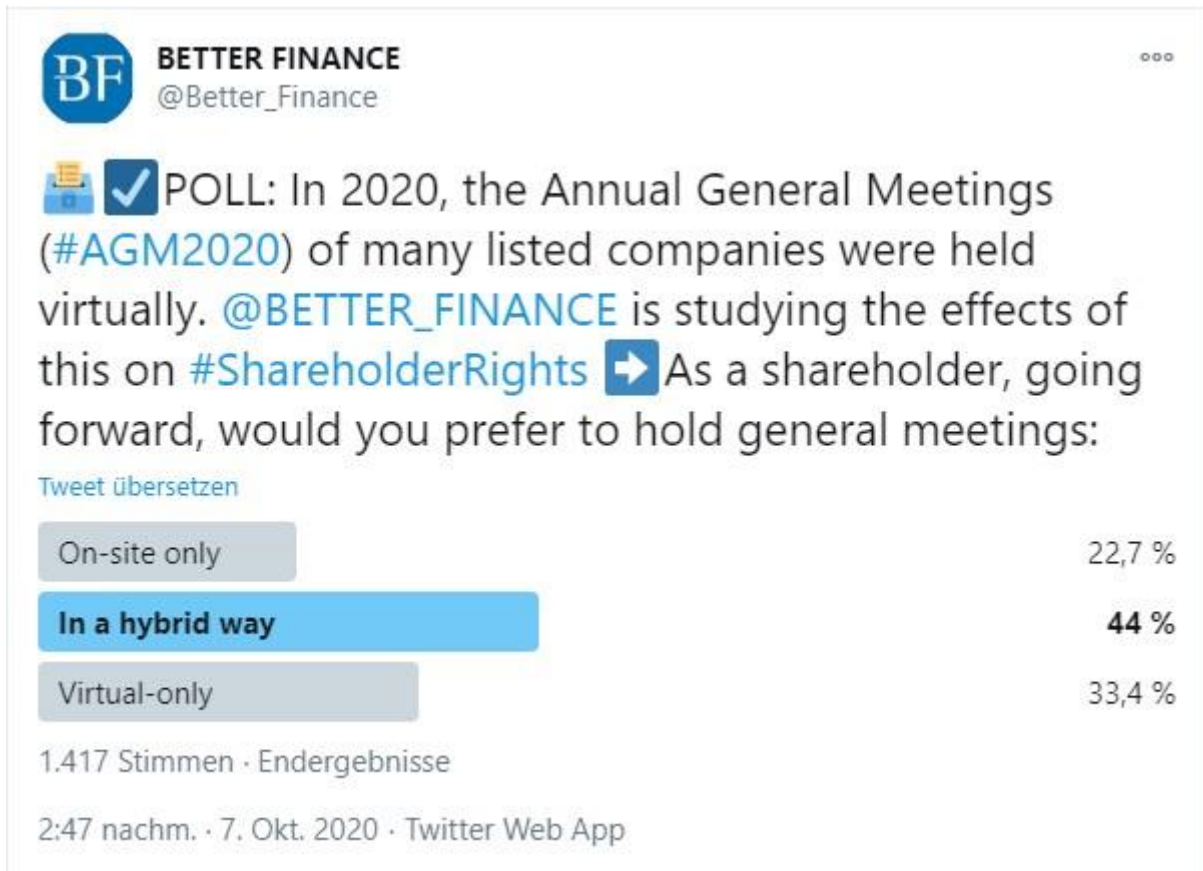 BF
BETTER FINANCE
@Better_Finance
POLL: In 2020, the Annual General Meetings
(#AGM2020) of many listed companies were held
virtually. @BETTER_FINANCE is studying the effects of
this on #ShareholderRights ➡ As a shareholder, going
forward, would you prefer to hold general meetings:
Tweet übersetzen
On-site only 22,7 %
In a hybrid way 44 %
Virtual-only 33,4 %
1.417 Stimmen · Endergebnisse
2:47 nachm. · 7. Okt. 2020 · Twitter Web App